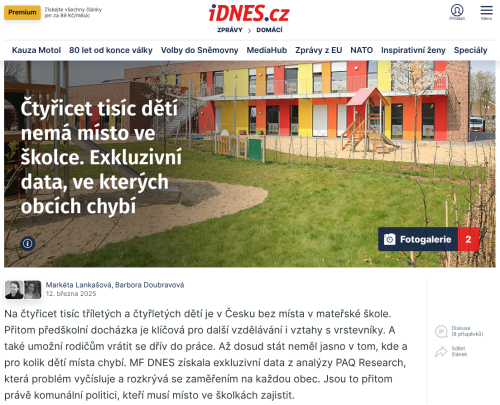 Premium
Získejte všechny články
jen za 89 Kč/měsíc
iDNES.cz
ZPRÁVY > DOMÁCÍ
Přihlásit
Menu
Kauza Motol 80 let od konce války Volby do Sněmovny MediaHub Zprávy z EU NATO Inspirativní ženy Speciály
Čtyřicet tisíc dětí
nemá místo ve
školce. Exkluzivní
data, ve kterých
obcích chybí
Fotogalerie 2
Markéta Lankašová, Barbora Doubravová
12. března 2025
Na čtyřicet tisíc tříletých a čtyřletých dětí je v Česku bez místa v mateřské škole.
Přitom předškolní docházka je klíčová pro další vzdělávání i vztahy s vrstevníky. A
také umožní rodičům vrátit se dřív do práce. Až dosud stát neměl jasno v tom, kde a
pro kolik dětí místa chybí. MF DNES získala exkluzivní data z analýzy PAQ Research,
která problém vyčísluje a rozkrývá se zaměřením na každou obec. Jsou to přitom
právě komunální politici, kteří musí místo ve školkách zajistit.
Diskuse
(6 příspěvků)
Sdílet
článek